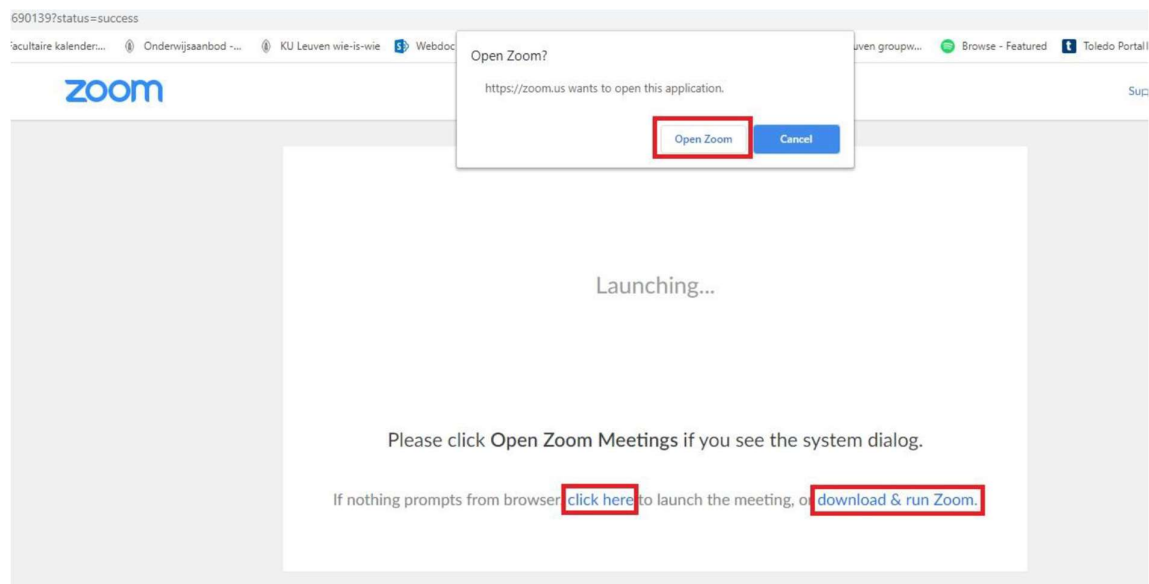 690139?status=success
facultaire kalender:... Onderwijsaanbod -... KU Leuven wie-is-wie Webdoc uven groupw... Browse - Featured Toledo Portal
Open Zoom?
https://zoom.us wants to open this application.
Open Zoom Cancel
zoom Sup
Launching...
Please click Open Zoom Meetings if you see the system dialog.
If nothing prompts from browser click here to launch the meeting, or download & run Zoom.